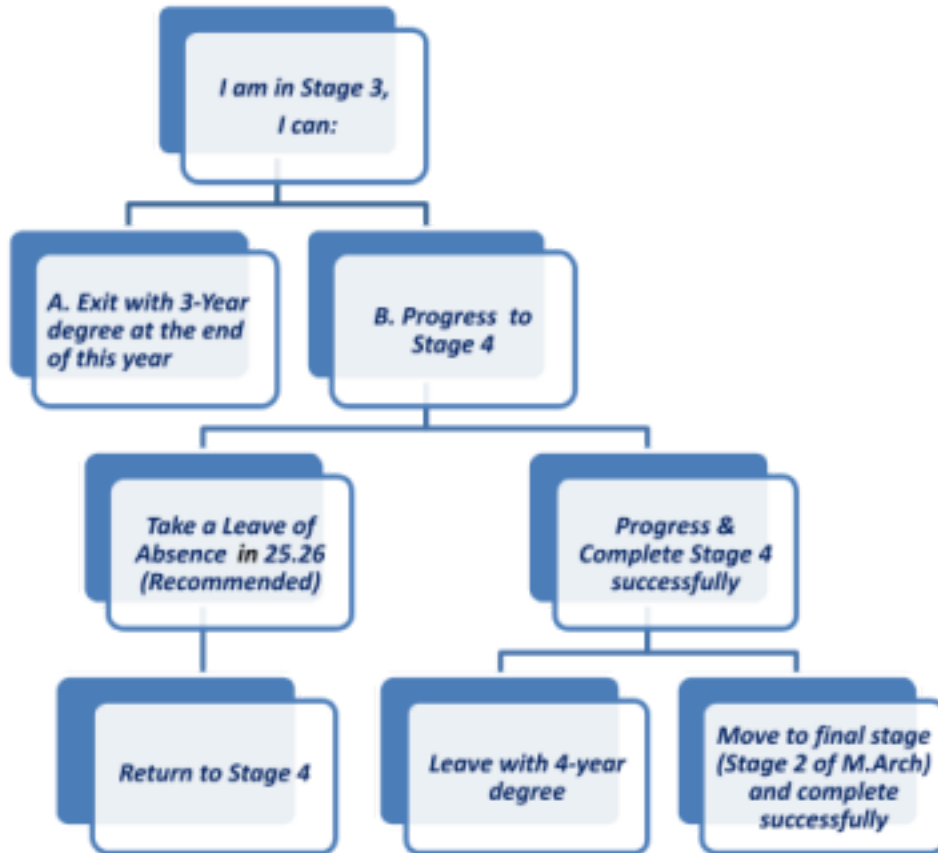 I am in Stage 3,
I can:
A. Exit with 3-Year
degree at the end
of this year
B. Progress to
Stage 4
Take a Leave of
Absence in 25.26
(Recommended)
Progress &
Complete Stage 4
successfully
Return to Stage 4
Leave with 4-year
degree
Move to final stage
(Stage 2 of M.Arch)
and complete
successfully